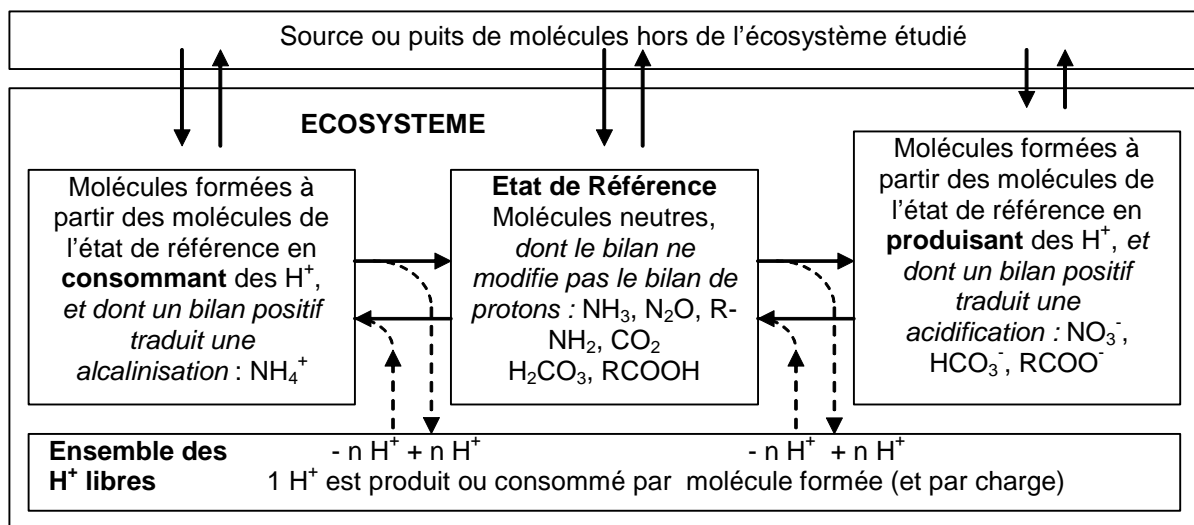 Source ou puits de molécules hors de l'écosystème étudié
ECOSYSTEME
Molécules formées à
partir des molécules de
l'état de référence en
consommant des H⁺,
et dont un bilan positif
traduit une
alcalinisation : NH₄⁺
Etat de Référence
Molécules neutres,
dont le bilan ne
modifie pas le bilan de
protons : NH₃, N₂O, R-
NH₂, CO₂
H₂CO₃, RCOOH
Molécules formées à
partir des molécules de
l'état de référence en
produisant des H⁺, et
dont un bilan positif
traduit une
acidification : NO₃⁻,
HCO₃⁻, RCOO⁻
Ensemble des
H⁺ libres
- n H⁺ + n H⁺
- n H⁺ + n H⁺
1 H⁺ est produit ou consommé par molécule formée (et par charge)